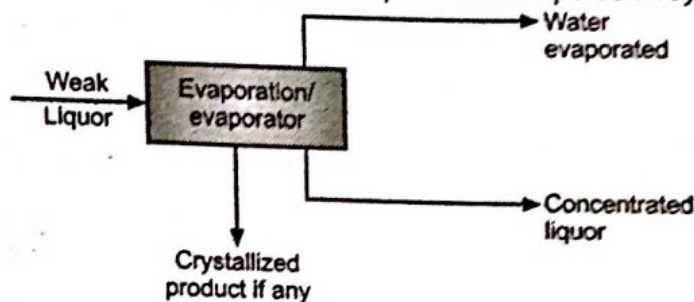 Water
evaporated
Weak
Liquor
Evaporation/
evaporator
Concentrated
liquor
Crystallized
product if any